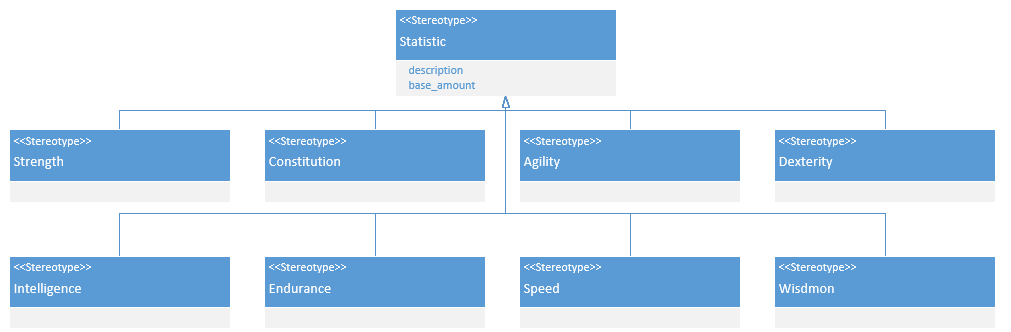 <<Stereotype>>
Statistic
description
base_amount
<<Stereotype>>
Strength
<<Stereotype>>
Constitution
<<Stereotype>>
Agility
<<Stereotype>>
Dexterity
<<Stereotype>>
Intelligence
<<Stereotype>>
Endurance
<<Stereotype>>
Speed
<<Stereotype>>
Wisdmon